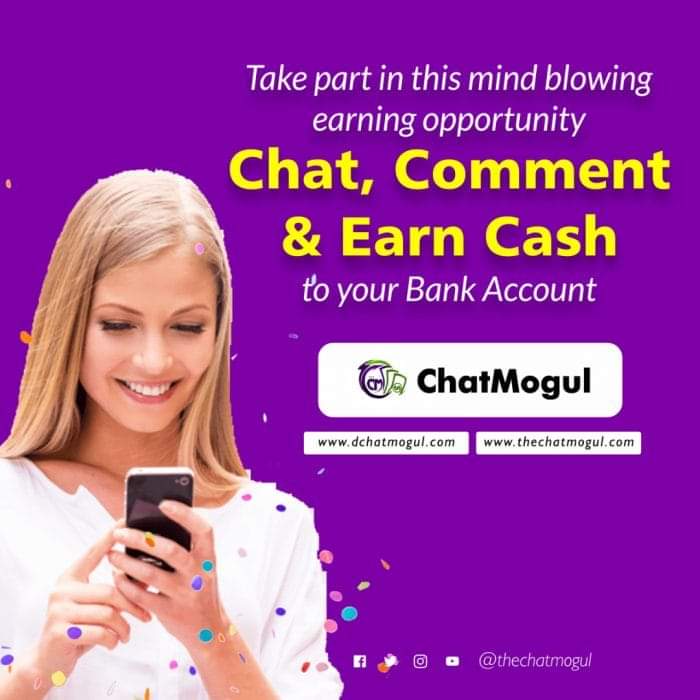 Take part in this mind blowing
earning opportunity
Chat, Comment
& Earn Cash
to your Bank Account
ChatMogul
www.dchatmogul.com www.thechatmogul.com
@thechatmogul